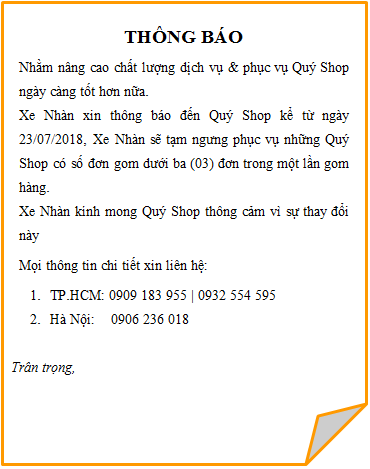 THÔNG BÁO
Nhằm nâng cao chất lượng dịch vụ & phục vụ Quý Shop
ngày càng tốt hơn nữa.
Xe Nhàn xin thông báo đến Quý Shop kể từ ngày
23/07/2018, Xe Nhàn sẽ tạm ngưng phục vụ những Quý
Shop có số đơn gom dưới ba (03) đơn trong một lần gom
hàng.
Xe Nhàn kính mong Quý Shop thông cảm vì sự thay đổi
này
Mọi thông tin chi tiết xin liên hệ:
1. TP.HCM: 0909 183 955 | 0932 554 595
2. Hà Nội: 0906 236 018
Trân trọng,